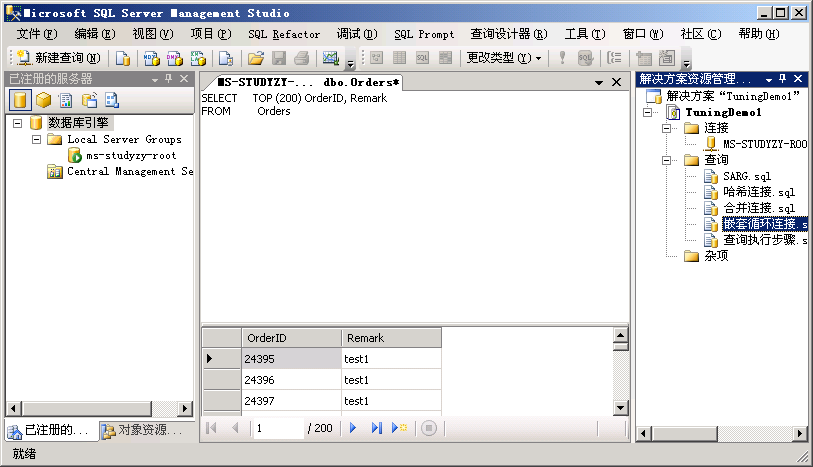 Microsoft SQL Server Management Studio
文件(F) 编辑(E) 视图(V) 项目(P) SQL Refactor 调试(D) SQL Prompt 查询设计器(R) 工具(T) 窗口(W) 社区(C) 帮助(H)
新建查询(N) 更改类型(Y)
已注册的服务器
数据库引擎
Local Server Groups
ms-studyzy-root
Central Management Se
已注册的... 对象资源...
MS-STUDYZY-... dbo.Orders*
SELECT TOP (200) OrderID, Remark
FROM Orders
OrderID Remark
24395 test1
24396 test1
24397 test1
1 / 200
解决方案资源管理...
解决方案“TuningDemo1”
TuningDemo1
连接
MS-STUDYZY-ROO
查询
SARG.sql
哈希连接.sql
合并连接.sql
嵌套循环连接.s
查询执行步骤.s
杂项
就绪